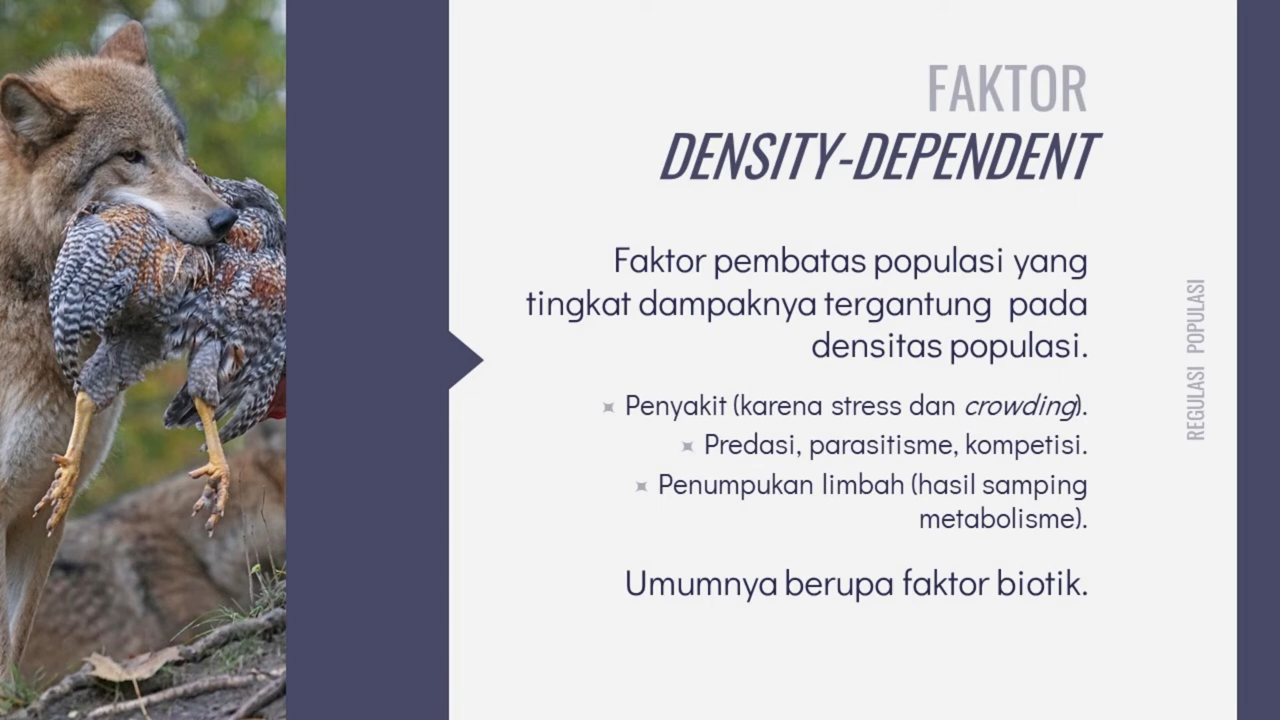 FAKTOR
DENSITY-DEPENDENT
Faktor pembatas populasi yang
tingkat dampaknya tergantung pada
densitas populasi.
Penyakit (karena stress dan crowding).
Predasi, parasitisme, kompetisi.
Penumpukan limbah (hasil samping
metabolisme).
Umumnya berupa faktor biotik.
REGULASI POPULASI